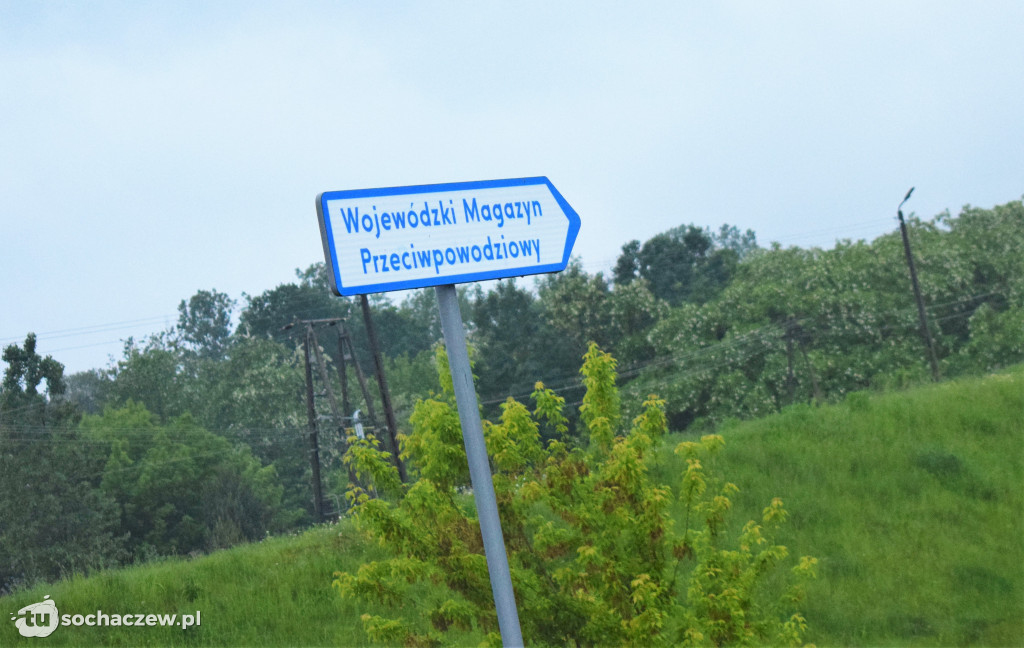 Wojewódzki Magazyn
Przeciwpowodziowy
tu sochaczew.pl